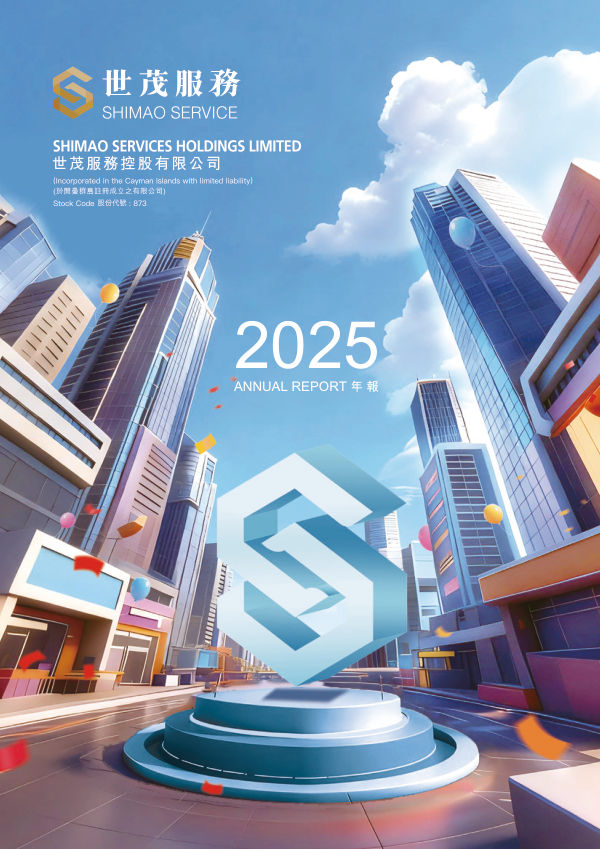 世茂服務
SHIMAO SERVICE
SHIMAO SERVICES HOLDINGS LIMITED
世茂服務控股有限公司
(Incorporated in the Cayman Islands with limited liability)
(於開曼群島註冊成立之有限公司)
Stock Code 股份代號 : 873
2025
ANNUAL REPORT 年報